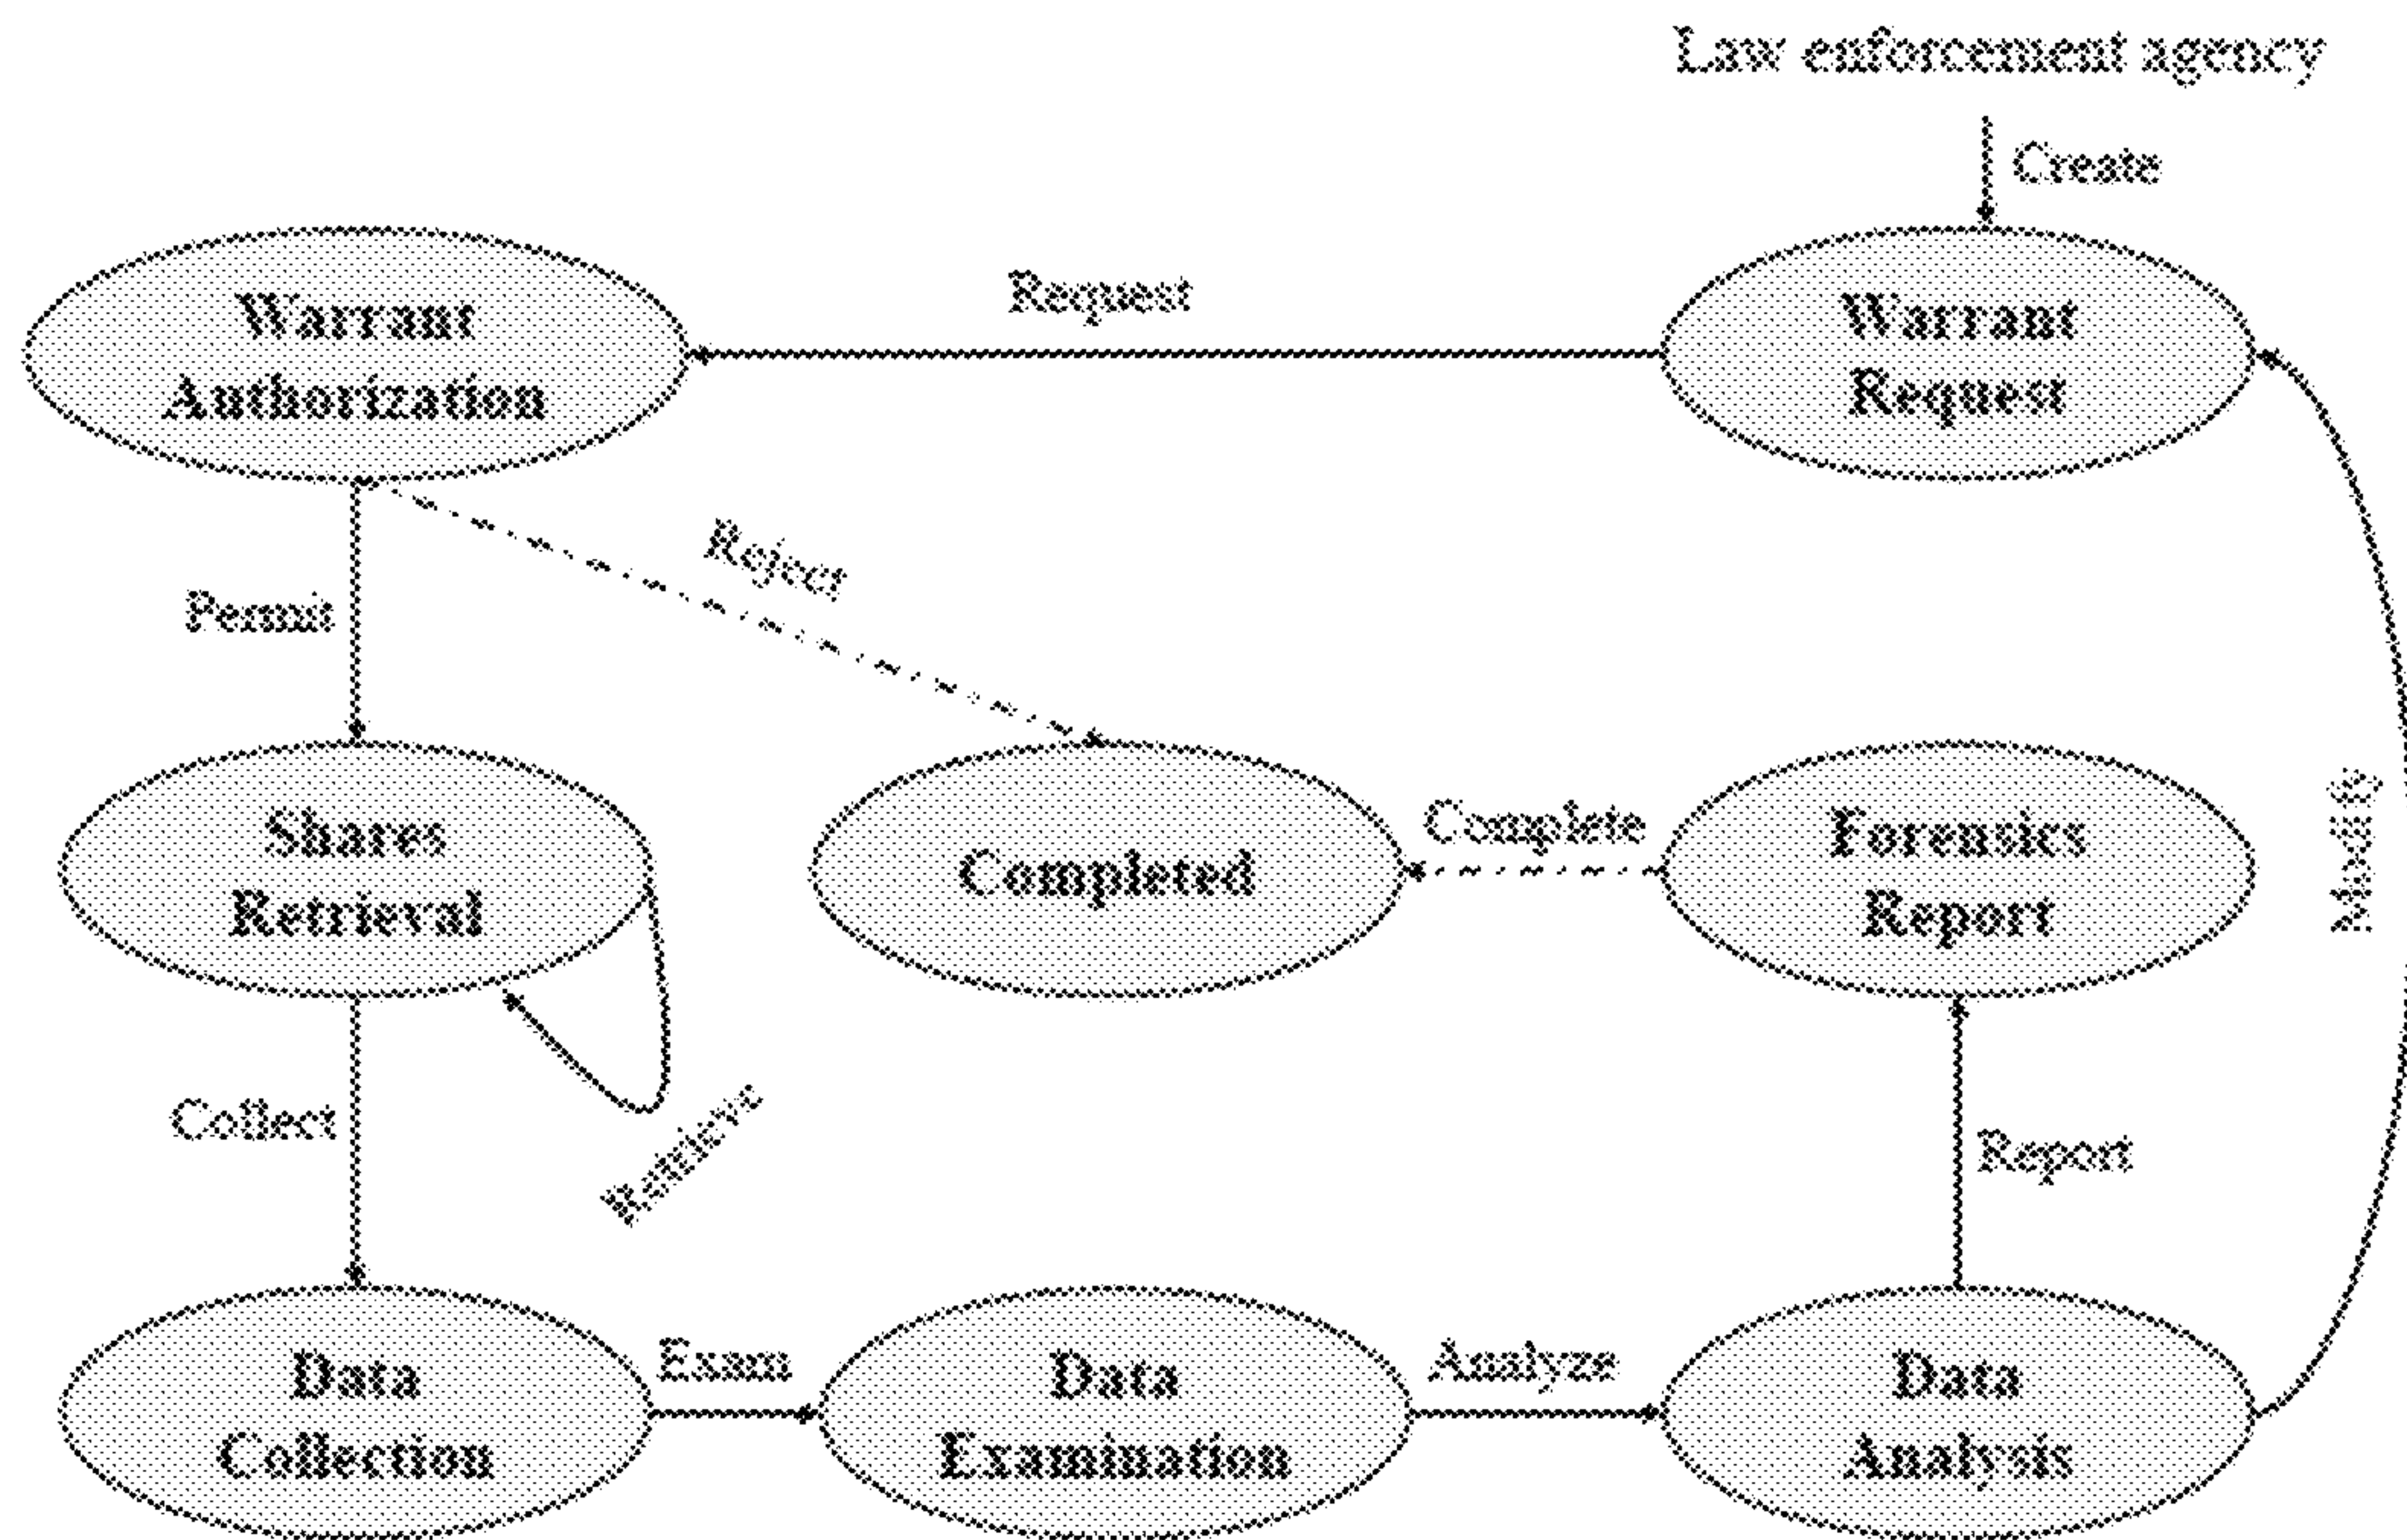 Law enforcement agency
Create
Warrant
Authorization
Request
Warrant
Request
Permit
Reject
Shares
Retrieval
Completed
Complete
Forensics
Report
Modify
Collect
Retrieve
Report
Data
Collection
Exam
Data
Examination
Analyze
Data
Analysis